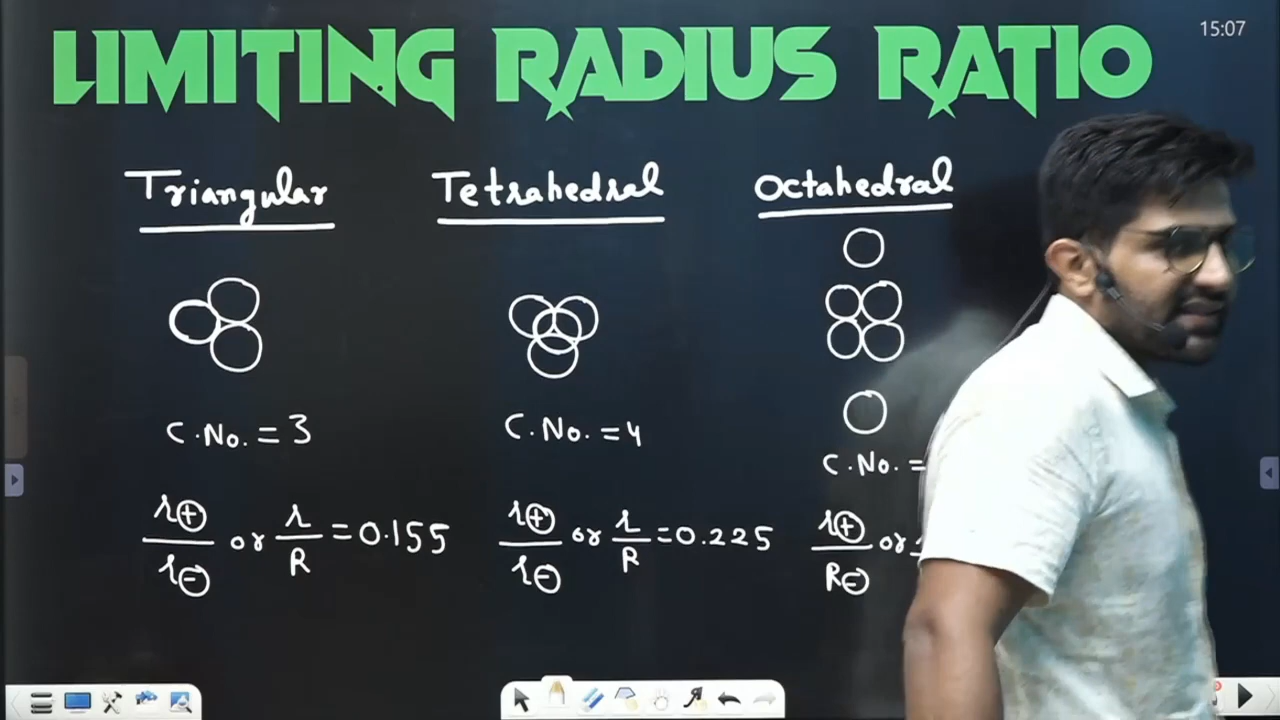 15:07
LIMITING RADIUS RATIO
Triangular
Tetrahedral
Octahedral
C.No. = 3
C.No. = 4
C.No. =
r⊕/r⊖ or r/R = 0.155
r⊕/r⊖ or r/R = 0.225
r⊕/R⊖ or